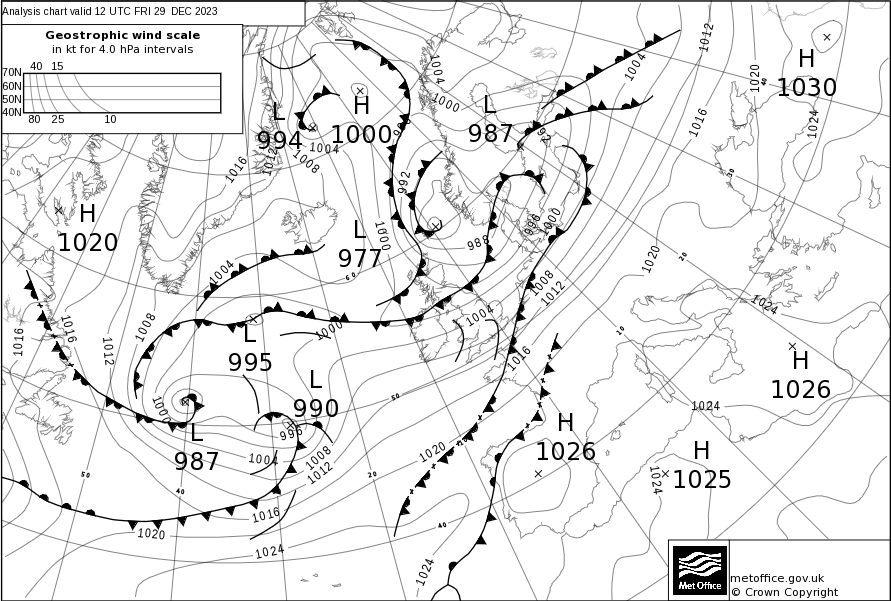 Analysis chart valid 12 UTC FRI 29 DEC 2023
Geostrophic wind scale
in kt for 4.0 hPa intervals
40 15
70N
60N
50N
40N
80 25 10
L
994
H
1000
L
987
H
1030
H
1020
L
977
L
995
L
990
L
987
H
1026
H
1025
H
1026
1004
1000
1004
1012
1020
1016
1024
1016
1012
1008
1004
992
1000
988
996
1000
1004
1008
1012
1020
1024
1016
1016
1012
1008
1000
1004
1016
1000
996
1004
1008
1012
1016
1020
1024
1020
1024
1024
1024
60
50
50
40
40
20
20
10
30
40
Met Office
metoffice.gov.uk
© Crown Copyright